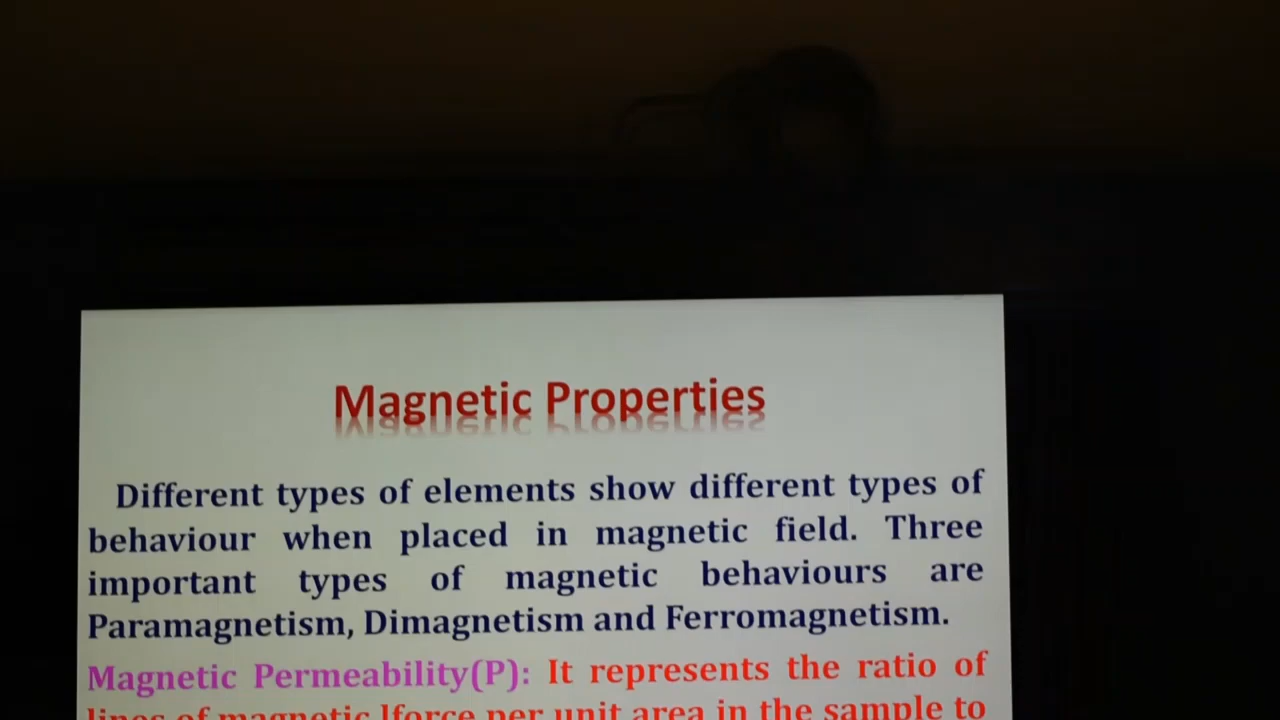 Magnetic Properties
Different types of elements show different types of
behaviour when placed in magnetic field. Three
important types of magnetic behaviours are
Paramagnetism, Dimagnetism and Ferromagnetism.
Magnetic Permeability(P): It represents the ratio of
lines of magnetic lforce per unit area in the sample to